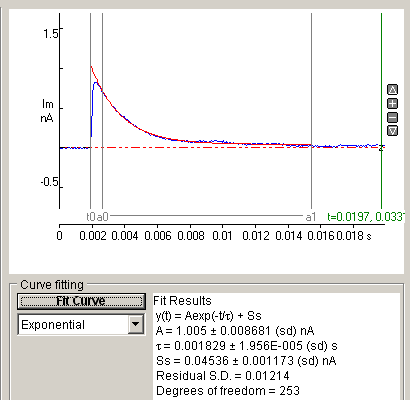 1.5
Im
nA
-0.5
t0a0 a1 t=0.0197, 0.033
0 0.002 0.004 0.006 0.008 0.01 0.012 0.014 0.016 0.018 s
Curve fitting
Fit Curve
Exponential
Fit Results
y(t) = Aexp(-t/τ) + Ss
A = 1.005 ± 0.008681 (sd) nA
τ = 0.001829 ± 1.956E-005 (sd) s
Ss = 0.04536 ± 0.001173 (sd) nA
Residual S.D. = 0.01214
Degrees of freedom = 253